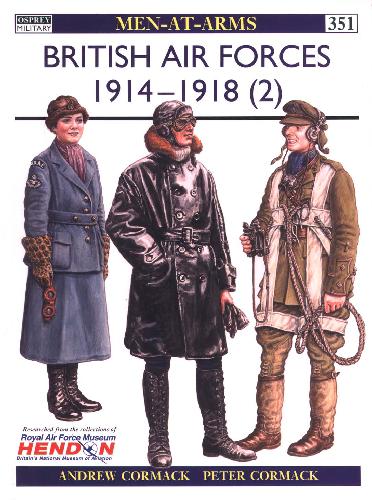 OSPREY
MILITARY
MEN-AT-ARMS
351
BRITISH AIR FORCES
1914–1918 (2)
Researched from the collections of
Royal Air Force Museum
HENDON
Britain's National Museum of Aviation
ANDREW CORMACK PETER CORMACK